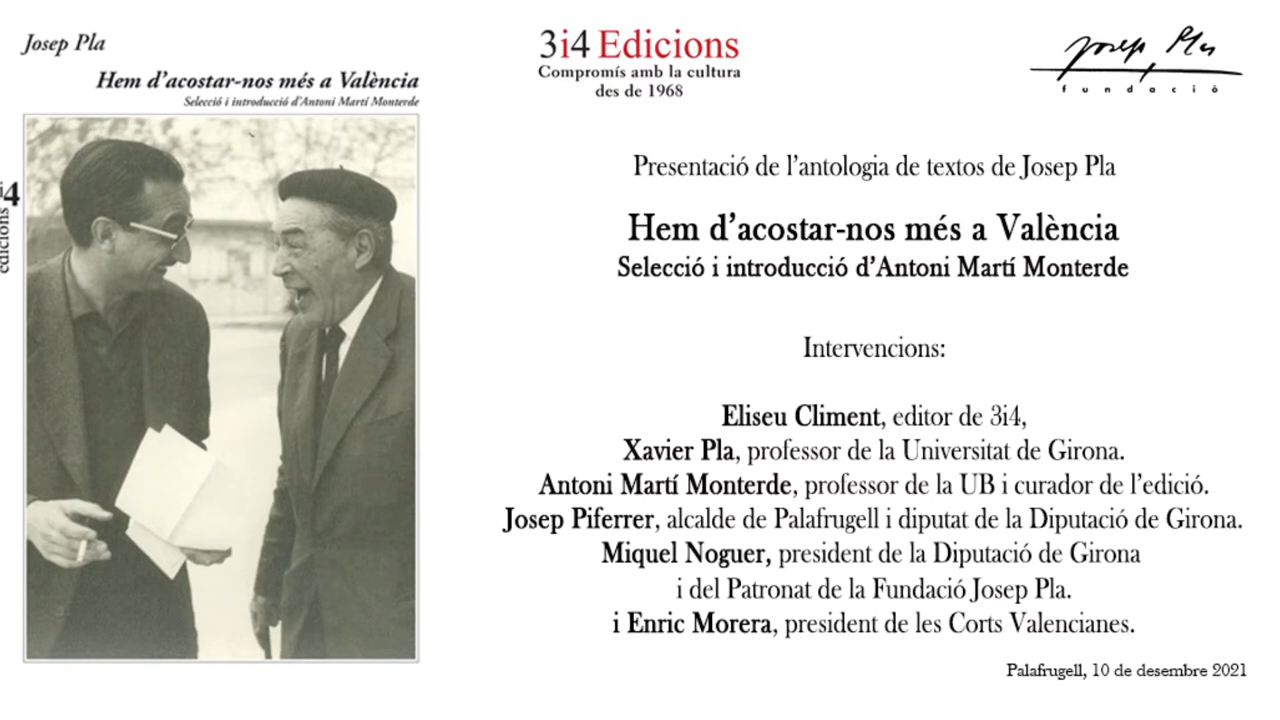 Josep Pla
Hem d'acostar-nos més a València
Selecció i introducció d'Antoni Martí Monterde
i4
edicions
3i4 Edicions
Compromís amb la cultura
des de 1968
Josep Pla
fundació
Presentació de l'antologia de textos de Josep Pla
Hem d'acostar-nos més a València
Selecció i introducció d'Antoni Martí Monterde
Intervencions:
Eliseu Climent, editor de 3i4,
Xavier Pla, professor de la Universitat de Girona.
Antoni Martí Monterde, professor de la UB i curador de l'edició.
Josep Piferrer, alcalde de Palafrugell i diputat de la Diputació de Girona.
Miquel Noguer, president de la Diputació de Girona
i del Patronat de la Fundació Josep Pla.
i Enric Morera, president de les Corts Valencianes.
Palafrugell, 10 de desembre 2021